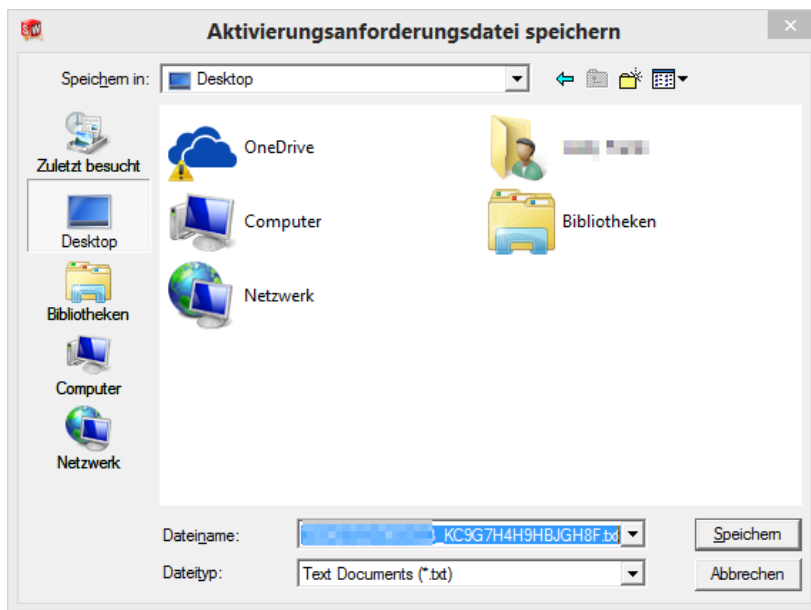 SW
Aktivierungsanforderungsdatei speichern
Speichern in:
Desktop
Zuletzt besucht
Desktop
Bibliotheken
Computer
Netzwerk
OneDrive
Computer
Bibliotheken
Netzwerk
Dateiname:
_KC9G7H4H9HBJGH8F.txt
Speichern
Dateityp:
Text Documents (*.txt)
Abbrechen